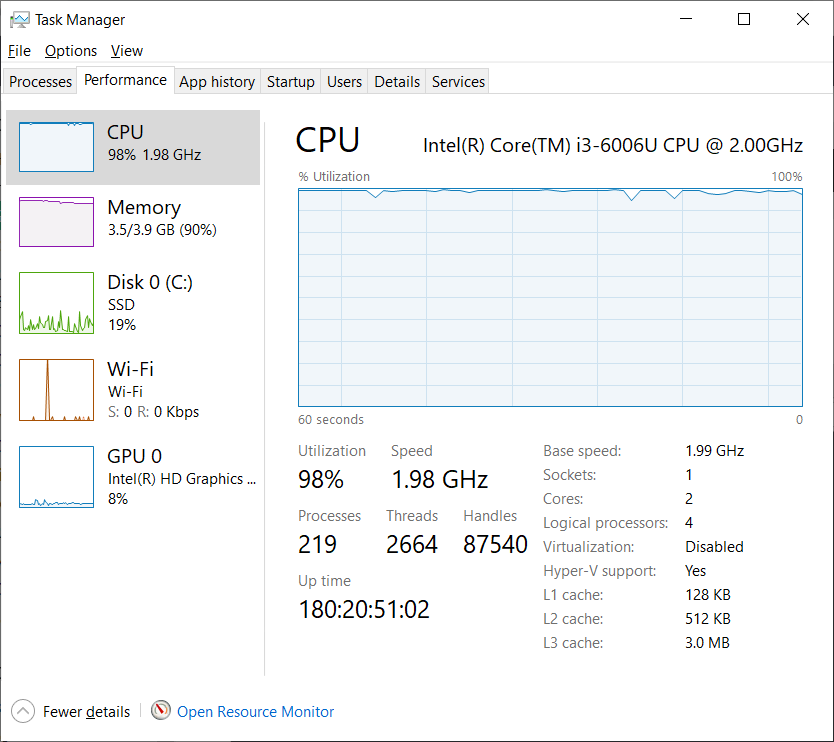 Task Manager
File Options View
Processes Performance App history Startup Users Details Services
CPU
98% 1.98 GHz
Memory
3.5/3.9 GB (90%)
Disk 0 (C:)
SSD
19%
Wi-Fi
Wi-Fi
S: 0 R: 0 Kbps
GPU 0
Intel(R) HD Graphics ...
8%
CPU Intel(R) Core(TM) i3-6006U CPU @ 2.00GHz
% Utilization 100%
60 seconds 0
Utilization Speed
98% 1.98 GHz
Processes Threads Handles
219 2664 87540
Up time
180:20:51:02
Base speed: 1.99 GHz
Sockets: 1
Cores: 2
Logical processors: 4
Virtualization: Disabled
Hyper-V support: Yes
L1 cache: 128 KB
L2 cache: 512 KB
L3 cache: 3.0 MB
Fewer details Open Resource Monitor